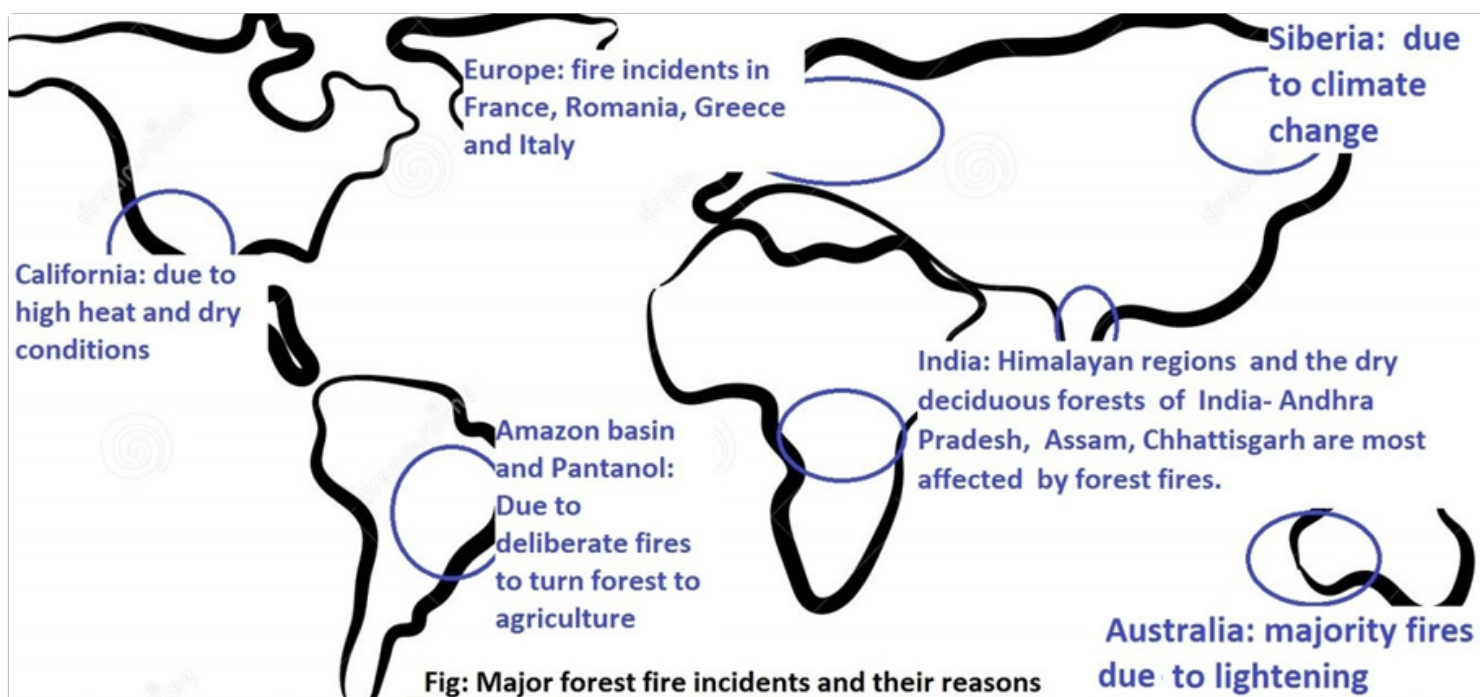 Europe: fire incidents in
France, Romania, Greece
and Italy
Siberia: due
to climate
change
California: due to
high heat and dry
conditions
India: Himalayan regions and the dry
deciduous forests of India- Andhra
Pradesh, Assam, Chhattisgarh are most
affected by forest fires.
Amazon basin
and Pantanol:
Due to
deliberate fires
to turn forest to
agriculture
Australia: majority fires
due to lightening
Fig: Major forest fire incidents and their reasons